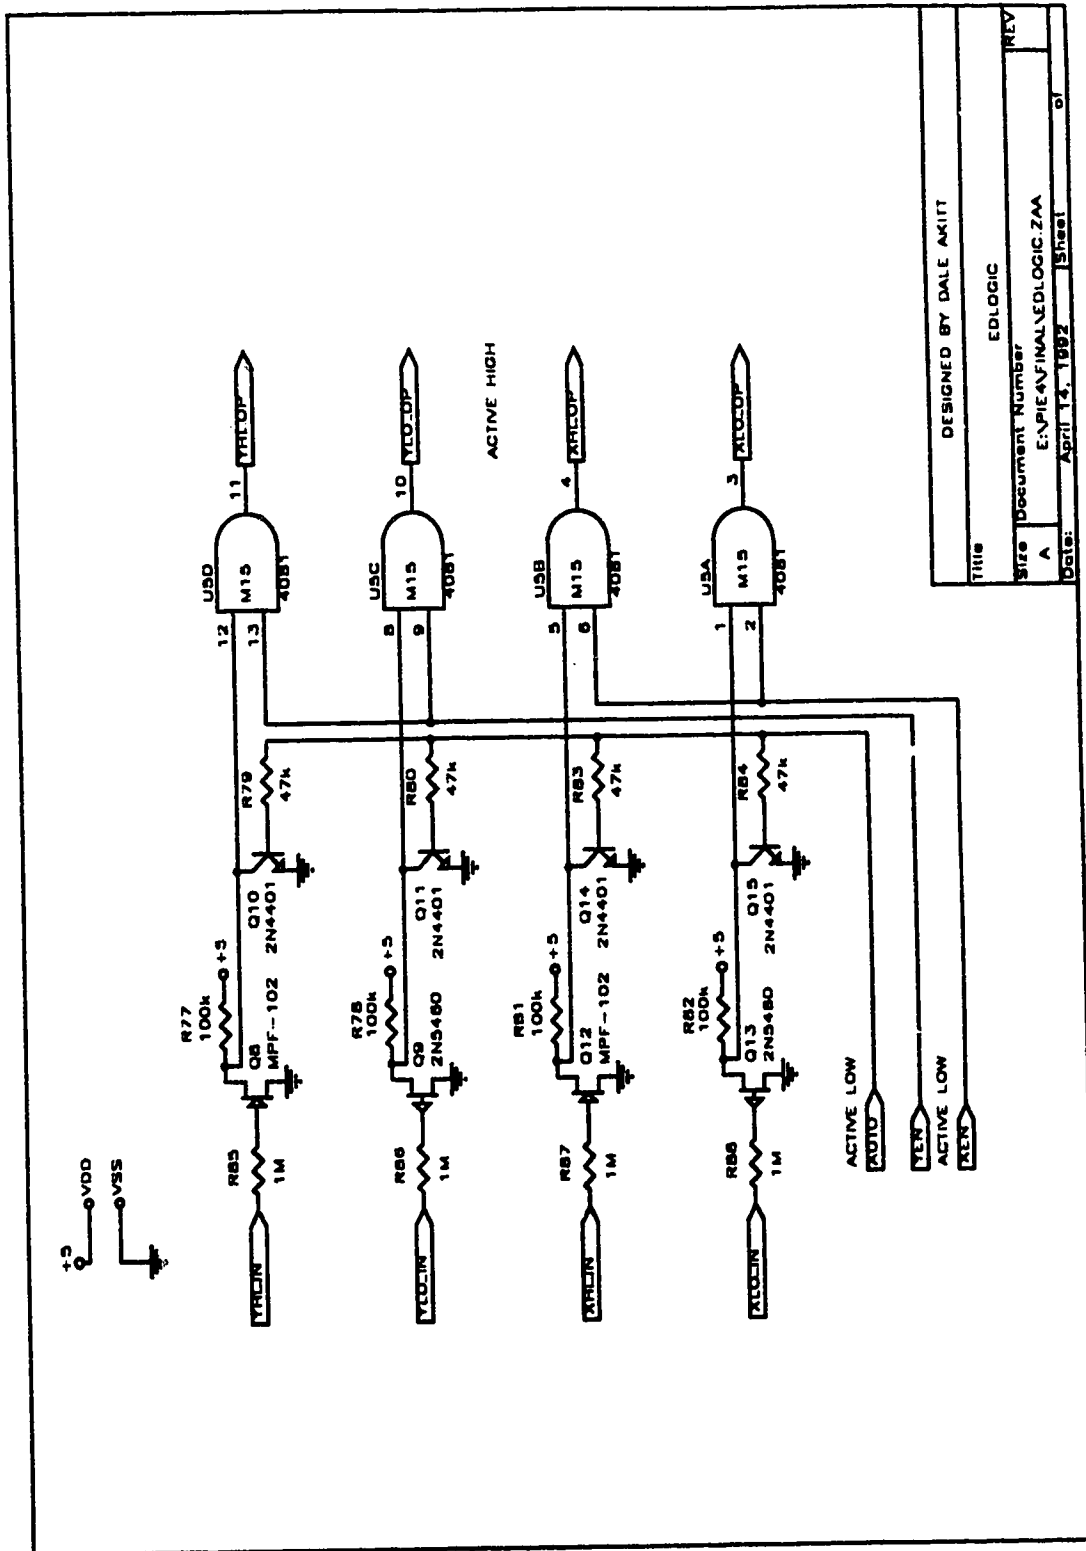 +5
VDD
VSS
YHI_IN
R85
1M
Q8
MPF-102
R77
100k
+5
Q10
2N4401
R79
47k
12
13
U5D
M15
4081
11
YHI_OP
YLO_IN
R86
1M
Q9
2N5460
R78
100k
+5
Q11
2N4401
R80
47k
8
9
U5C
M15
4081
10
YLO_OP
ACTIVE HIGH
XHI_IN
R87
1M
Q12
MPF-102
R81
100k
+5
Q14
2N4401
R83
47k
5
6
U5B
M15
4081
4
XHI_OP
XLO_IN
R88
1M
Q13
2N5460
R82
100k
+5
Q15
2N4401
R84
47k
1
2
U5A
M15
4081
3
XLO_OP
ACTIVE LOW
AUTO
YEN
ACTIVE LOW
XEN
DESIGNED BY DALE AKITT
Title
EDLOGIC
Size Document Number REV
A E:\PIE4\FINAL\EDLOGIC.ZAA
Date: April 14, 1992 Sheet of